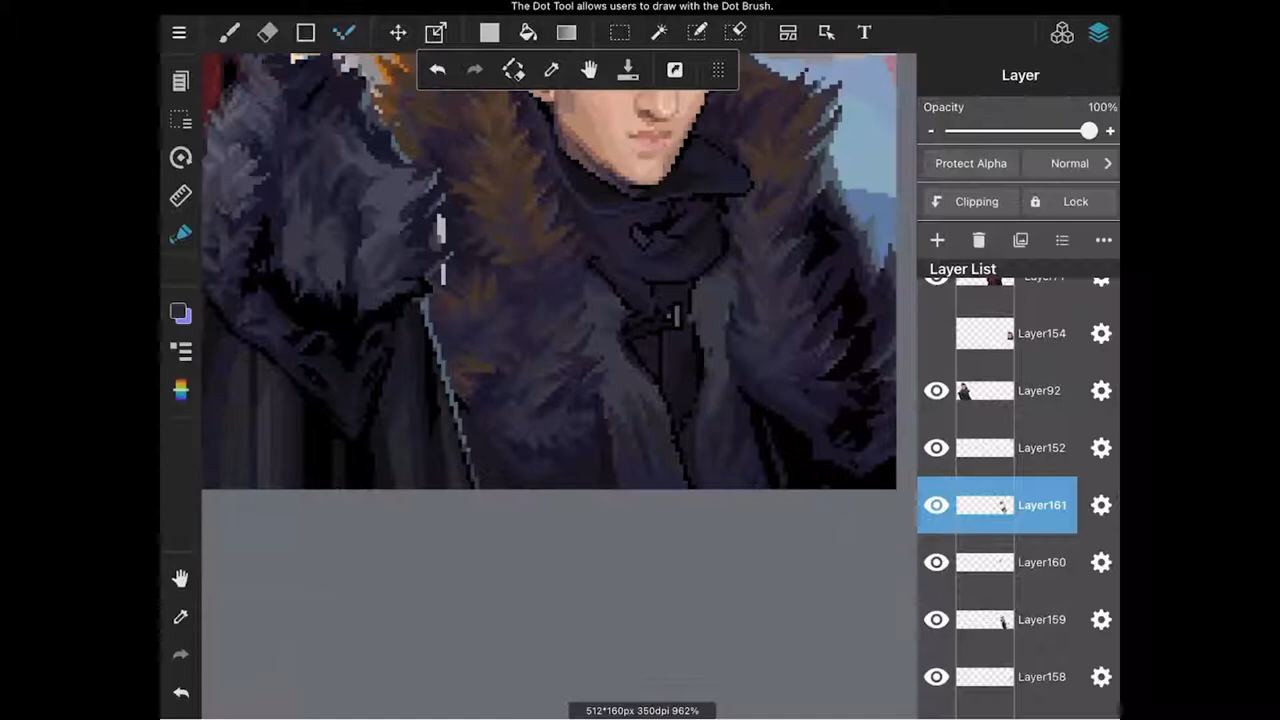 The Dot Tool allows users to draw with the Dot Brush.
T
Layer
Opacity 100%
- +
Protect Alpha Normal
Clipping Lock
Layer List
Layer154
Layer92
Layer152
Layer161
Layer160
Layer159
Layer158
512*160px 350dpi 962%